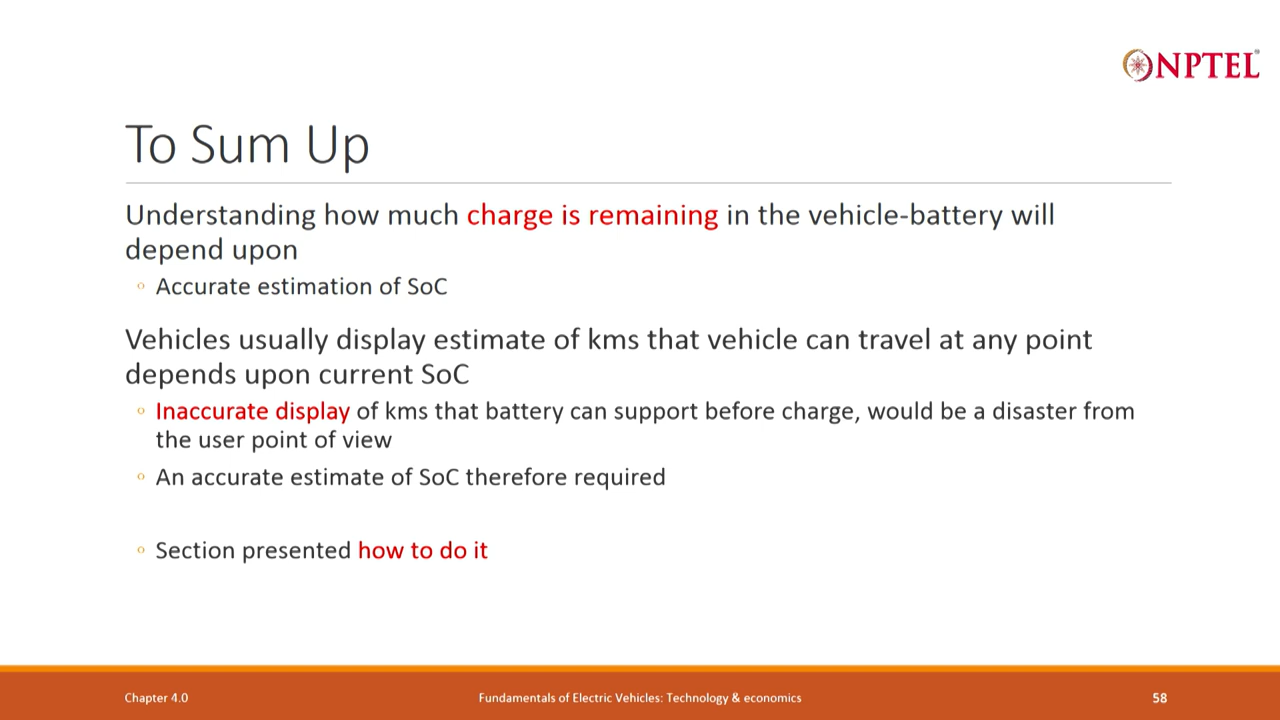 NPTEL
To Sum Up
Understanding how much charge is remaining in the vehicle-battery will
depend upon
◦ Accurate estimation of SoC
Vehicles usually display estimate of kms that vehicle can travel at any point
depends upon current SoC
◦ Inaccurate display of kms that battery can support before charge, would be a disaster from
the user point of view
◦ An accurate estimate of SoC therefore required
◦ Section presented how to do it
Chapter 4.0
Fundamentals of Electric Vehicles: Technology & economics
58